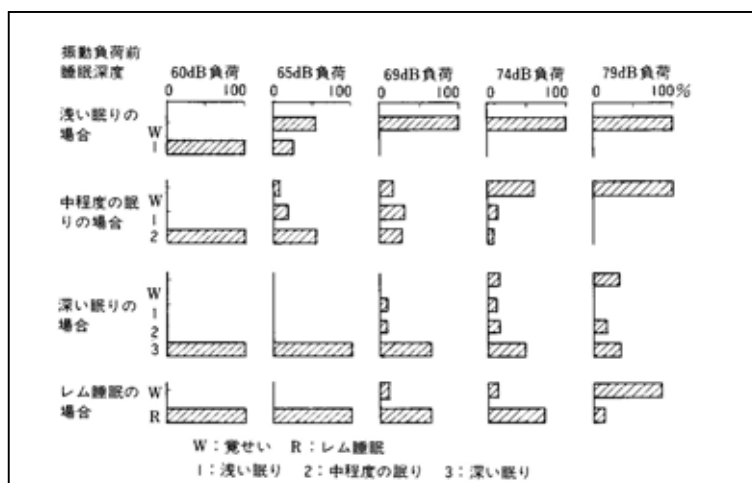 振動負荷前
睡眠深度 60dB負荷 65dB負荷 69dB負荷 74dB負荷 79dB負荷
0 100 0 100 0 100 0 100 0 100%
浅い眠りの
場合 W
1
中程度の眠
りの場合 W
1
2
深い眠りの
場合 W
1
2
3
レム睡眠の
場合 W
R
W：覚せい R：レム睡眠
1：浅い眠り 2：中程度の眠り 3：深い眠り